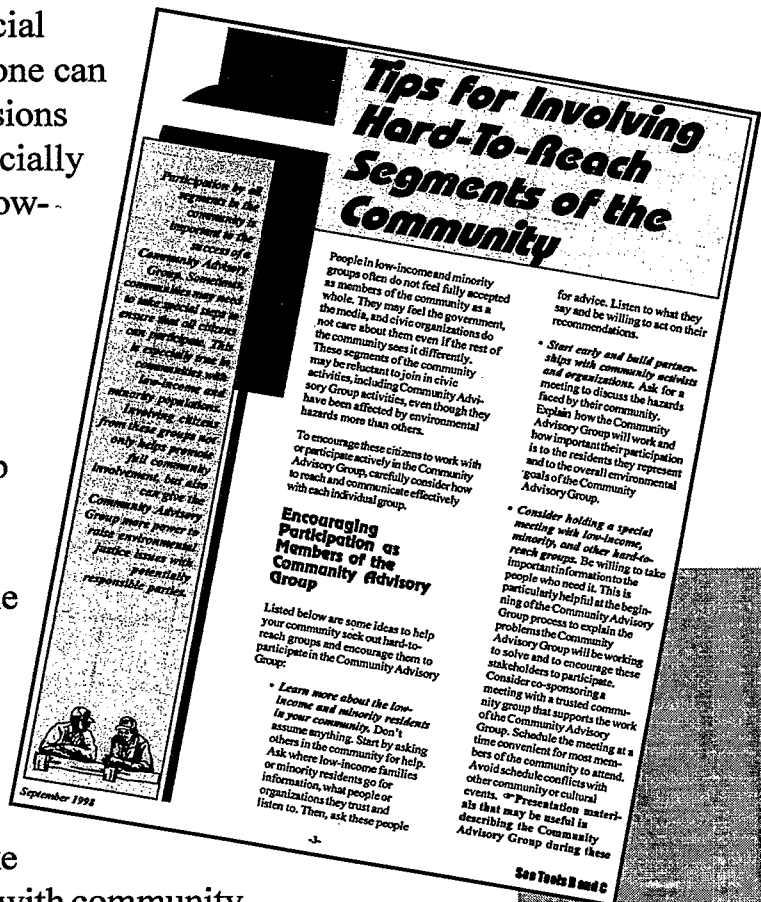 cial
one can
sions
cially
ow-
p
e
e
with community
Tips for Involving
Hard-To-Reach
Segments of the
Community
Participation by all
segments in the
community is
important to the
success of a
Community Advisory
Group. Sometimes
communities may need
to take special steps to
ensure that all citizens
can participate. This
is especially true in
communities with
low-income and
minority populations.
Involving citizens
from these groups not
only helps promote
full community
involvement, but also
can give the
Community Advisory
Group more power to
raise environmental
justice issues with
potentially
responsible parties.
September 1998
People in low-income and minority
groups often do not feel fully accepted
as members of the community as a
whole. They may feel the government,
the media, and civic organizations do
not care about them even if the rest of
the community sees it differently.
These segments of the community
may be reluctant to join in civic
activities, including Community Advi-
sory Group activities, even though they
have been affected by environmental
hazards more than others.
To encourage these citizens to work with
or participate actively in the Community
Advisory Group, carefully consider how
to reach and communicate effectively
with each individual group.
Encouraging
Participation as
Members of the
Community Advisory
Group
Listed below are some ideas to help
your community seek out hard-to-
reach groups and encourage them to
participate in the Community Advisory
Group:
• Learn more about the low-
income and minority residents
in your community. Don't
assume anything. Start by asking
others in the community for help.
Ask where low-income families
or minority residents go for
information, what people or
organizations they trust and
listen to. Then, ask these people
for advice. Listen to what they
say and be willing to act on their
recommendations.
• Start early and build partner-
ships with community activists
and organizations. Ask for a
meeting to discuss the hazards
faced by their community.
Explain how the Community
Advisory Group will work and
how important their participation
is to the residents they represent
and to the overall environmental
goals of the Community
Advisory Group.
• Consider holding a special
meeting with low-income,
minority, and other hard-to-
reach groups. Be willing to take
important information to the
people who need it. This is
particularly helpful at the begin-
ning of the Community Advisory
Group process to explain the
problems the Community
Advisory Group will be working
to solve and to encourage these
stakeholders to participate.
Consider co-sponsoring a
meeting with a trusted commu-
nity group that supports the work
of the Community Advisory
Group. Schedule the meeting at a
time convenient for most mem-
bers of the community to attend.
Avoid schedule conflicts with
other community or cultural
events. ☞Presentation materi-
als that may be useful in
describing the Community
Advisory Group during these
-3-
See Tools B and C